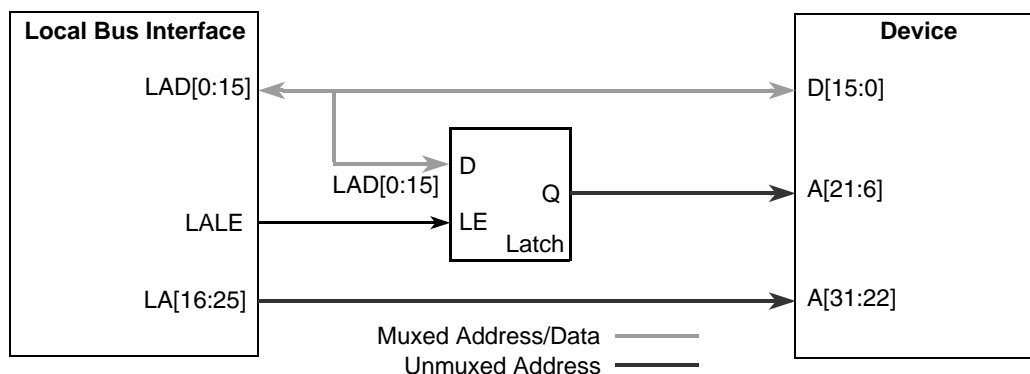 Local Bus Interface
Device
LAD[0:15]
D[15:0]
D
LAD[0:15]
Q
A[21:6]
LALE
LE
Latch
LA[16:25]
A[31:22]
Muxed Address/Data
Unmuxed Address